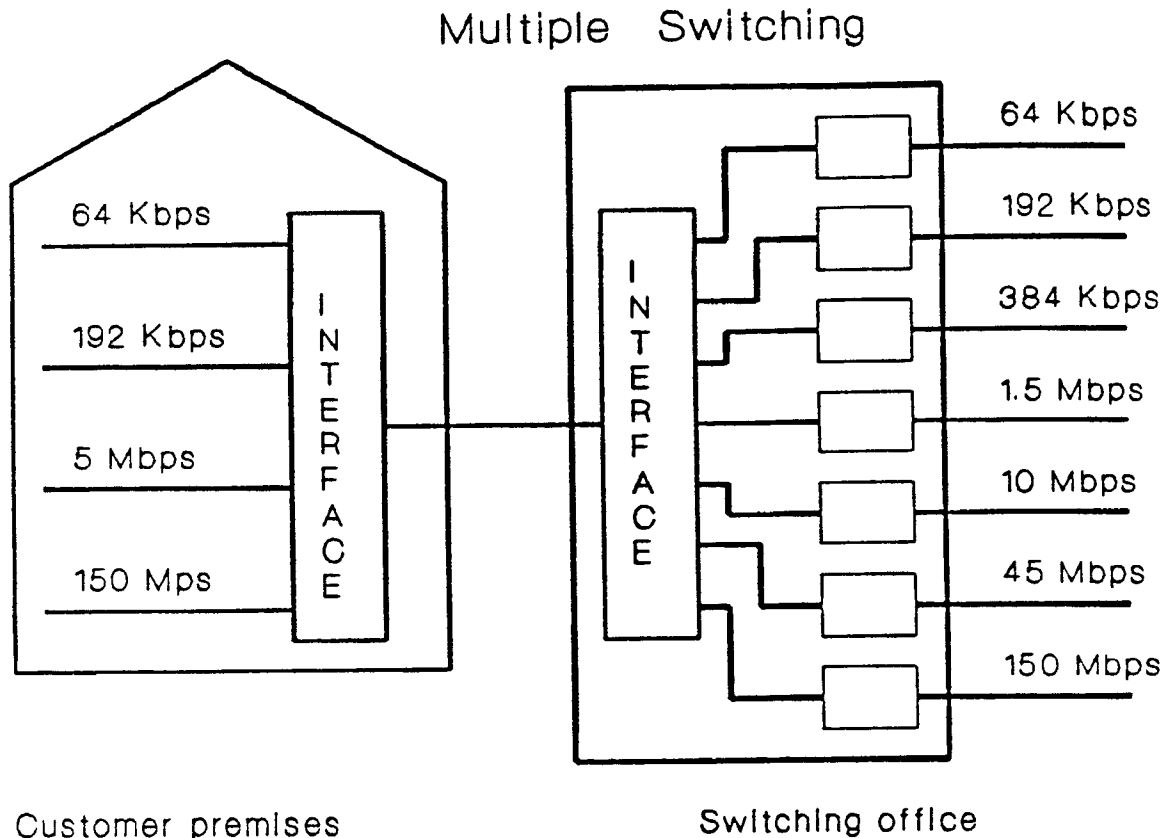 Multiple Switching
64 Kbps
192 Kbps
5 Mbps
150 Mps
INTERFACE
INTERFACE
64 Kbps
192 Kbps
384 Kbps
1.5 Mbps
10 Mbps
45 Mbps
150 Mbps
Customer premises
Switching office